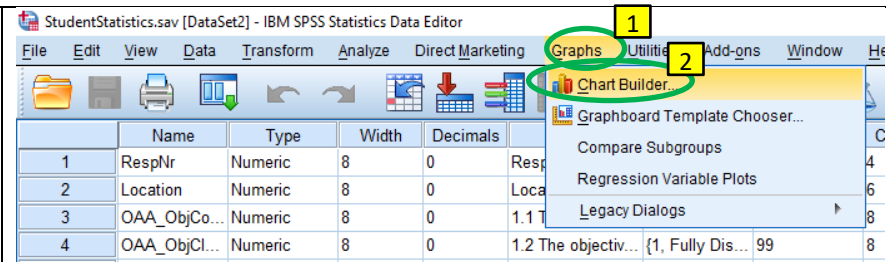 StudentStatistics.sav [DataSet2] - IBM SPSS Statistics Data Editor
1
File Edit View Data Transform Analyze Direct Marketing Graphs Utilities Add-ons Window He
2
Chart Builder...
Graphboard Template Chooser...
Compare Subgroups
Regression Variable Plots
Legacy Dialogs
Name Type Width Decimals C
1 RespNr Numeric 8 0 Resp 4
2 Location Numeric 8 0 Loca 6
3 OAA_ObjCo... Numeric 8 0 1.1 T 8
4 OAA_ObjCl... Numeric 8 0 1.2 The objectiv... {1, Fully Dis... 99 8